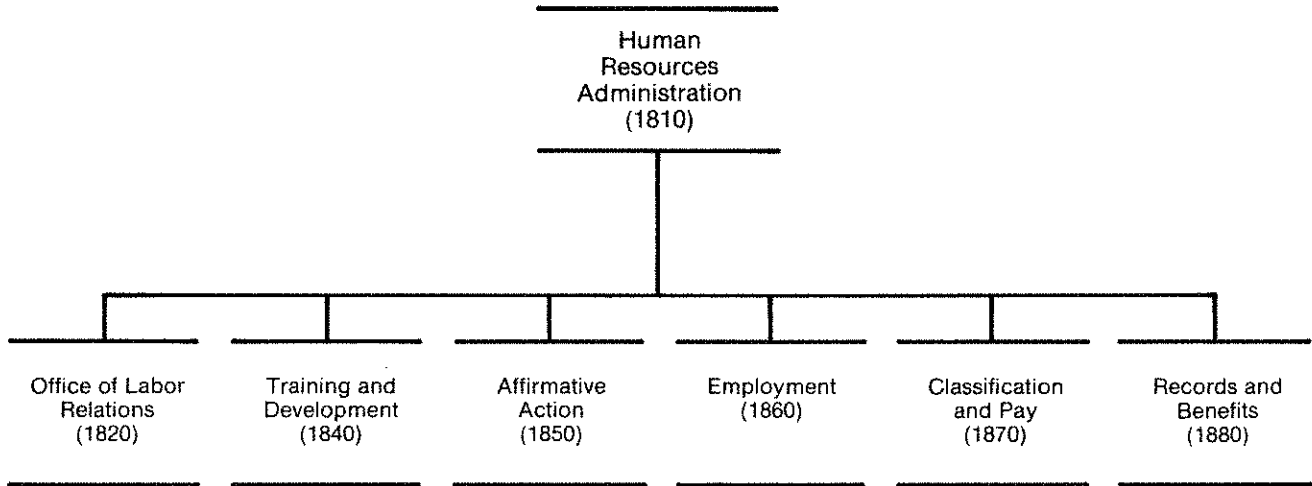 Human
Resources
Administration
(1810)
Office of Labor
Relations
(1820)
Training and
Development
(1840)
Affirmative
Action
(1850)
Employment
(1860)
Classification
and Pay
(1870)
Records and
Benefits
(1880)